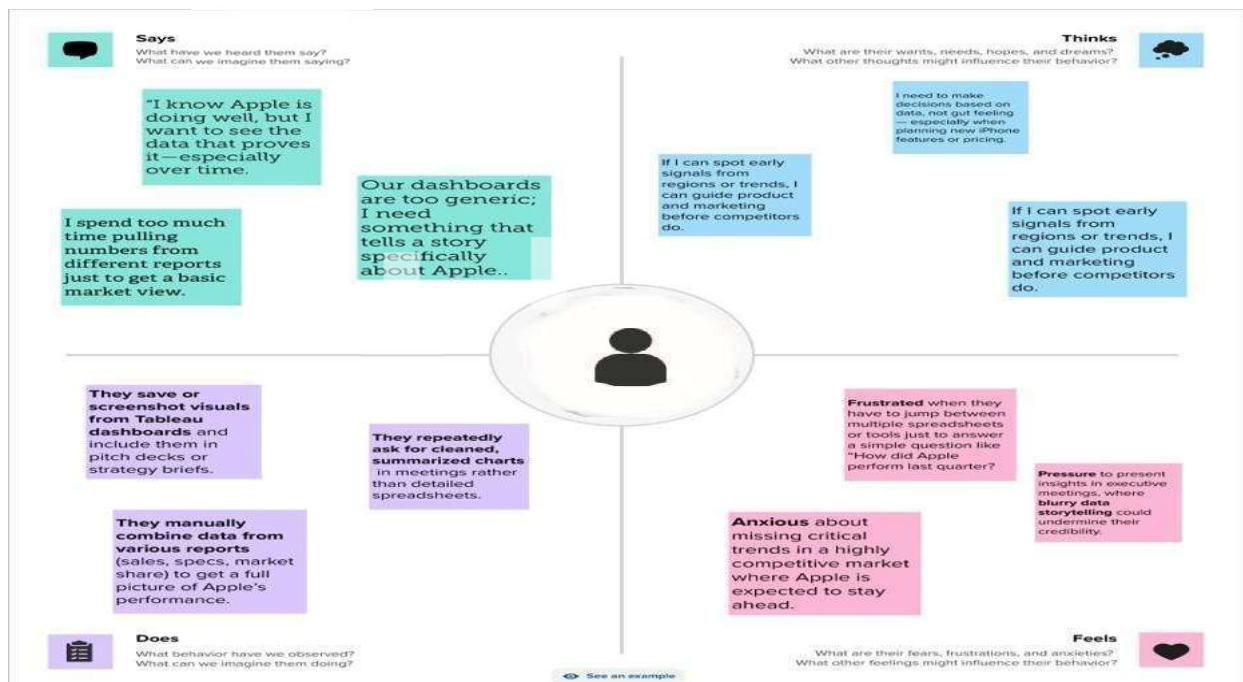 Says
What have we heard them say?
What can we imagine them saying?
"I know Apple is
doing well, but I
want to see the
data that proves
it—especially
over time.
Our dashboards
are too generic;
I need
something that
tells a story
specifically
about Apple..
I spend too much
time pulling
numbers from
different reports
just to get a basic
market view.
Thinks
What are their wants, needs, hopes, and dreams?
What other thoughts might influence their behavior?
I need to make
decisions based on
data, not gut feeling
— especially when
planning new iPhone
features or pricing.
If I can spot early
signals from
regions or trends, I
can guide product
and marketing
before competitors
do.
If I can spot early
signals from
regions or trends, I
can guide product
and marketing
before competitors
do.
They save or
screenshot visuals
from Tableau
dashboards and
include them in
pitch decks or
strategy briefs.
They repeatedly
ask for cleaned,
summarized charts
in meetings rather
than detailed
spreadsheets.
They manually
combine data from
various reports
(sales, specs, market
share) to get a full
picture of Apple's
performance.
Does
What behavior have we observed?
What can we imagine them doing?
Frustrated when they
have to jump between
multiple spreadsheets
or tools just to answer
a simple question like
"How did Apple
perform last quarter?
Pressure to present
insights in executive
meetings, where
blurry data
storytelling could
undermine their
credibility.
Anxious about
missing critical
trends in a highly
competitive market
where Apple is
expected to stay
ahead.
Feels
What are their fears, frustrations, and anxieties?
What other feelings might influence their behavior?
See an example